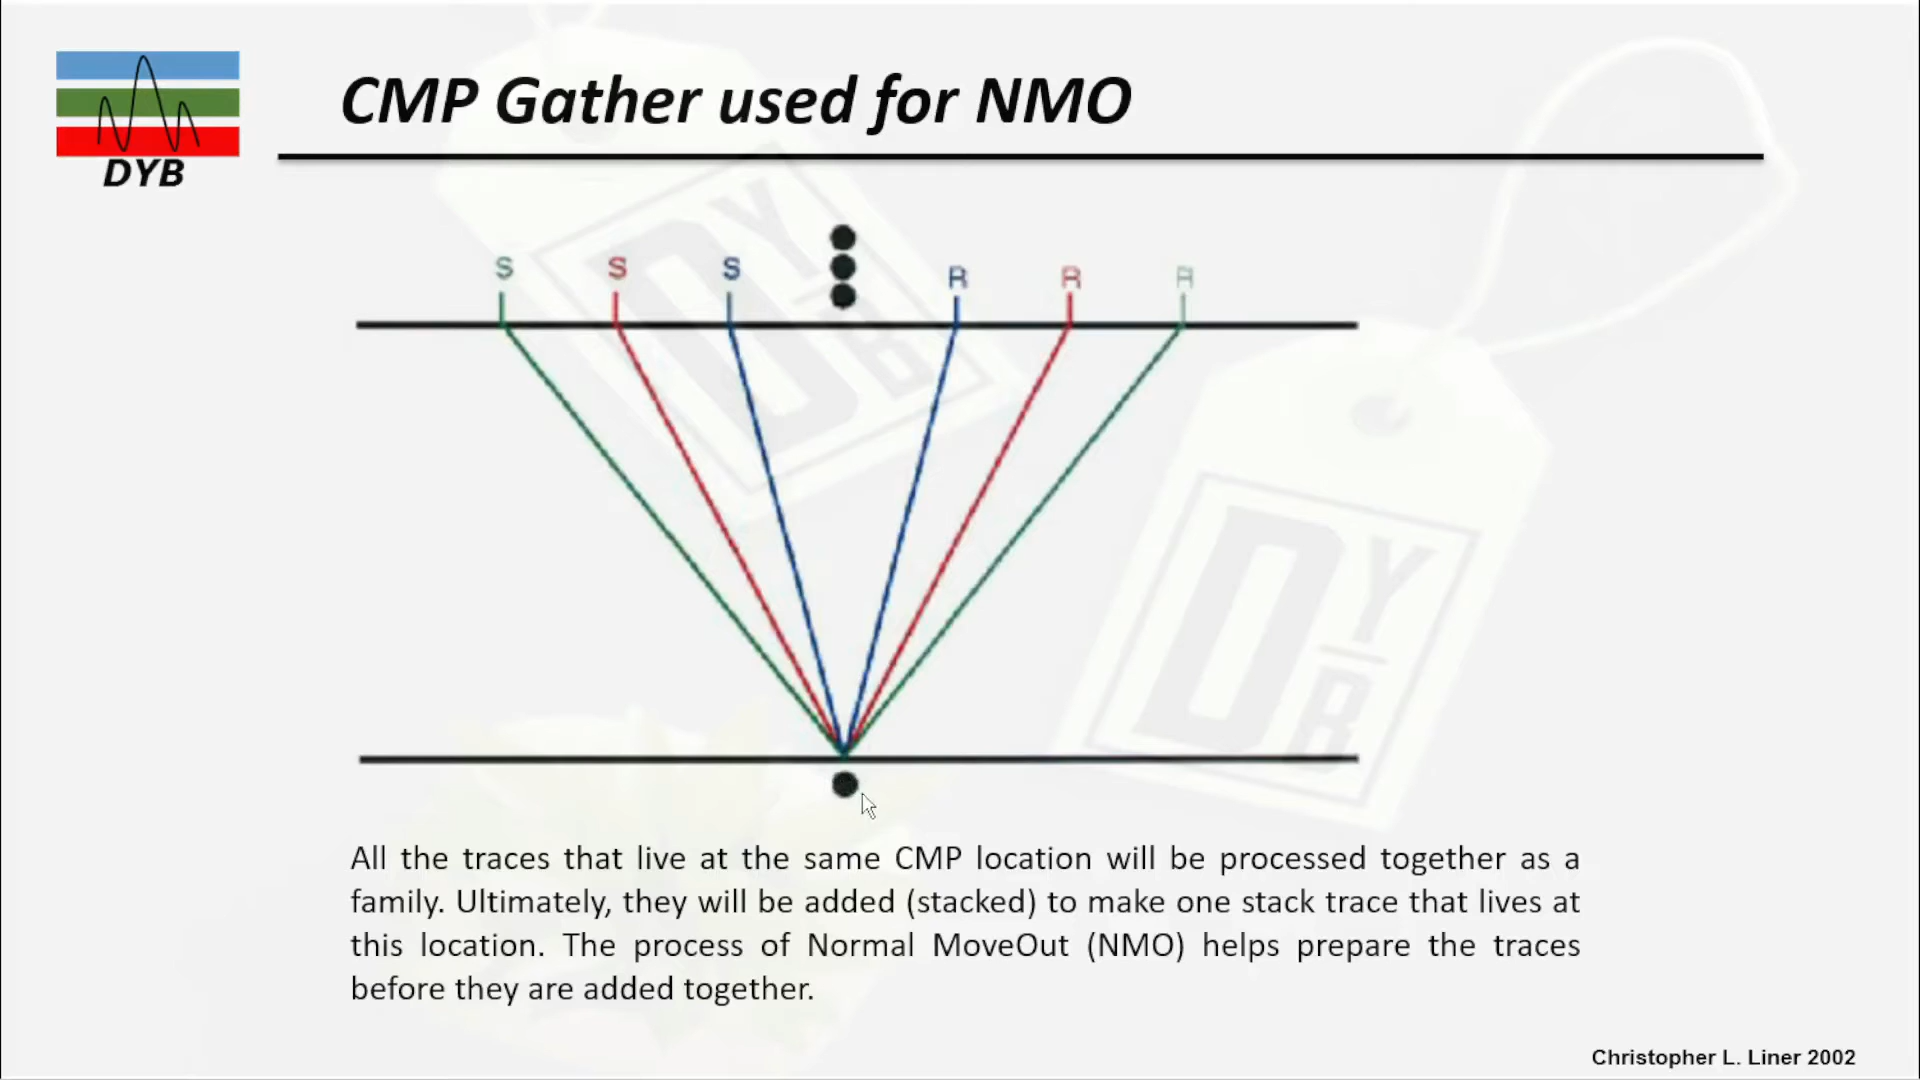 CMP Gather used for NMO
DYB
S S S R R R
DYB
DYB
All the traces that live at the same CMP location will be processed together as a
family. Ultimately, they will be added (stacked) to make one stack trace that lives at
this location. The process of Normal MoveOut (NMO) helps prepare the traces
before they are added together.
Christopher L. Liner 2002